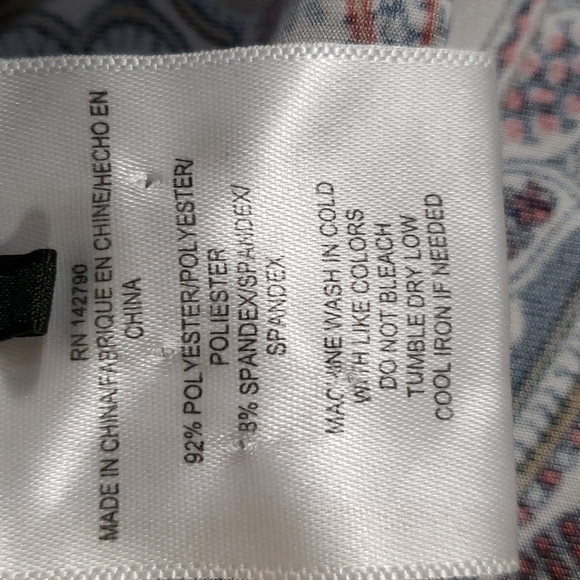 RN 142790
MADE IN CHINA/FABRIQUE EN CHINE/HECHO EN
CHINA
92% POLYESTER/POLYESTER/
POLIESTER
8% SPANDEX/SPANDEX/
SPANDEX
MACHINE WASH IN COLD
WITH LIKE COLORS
DO NOT BLEACH
TUMBLE DRY LOW
COOL IRON IF NEEDED